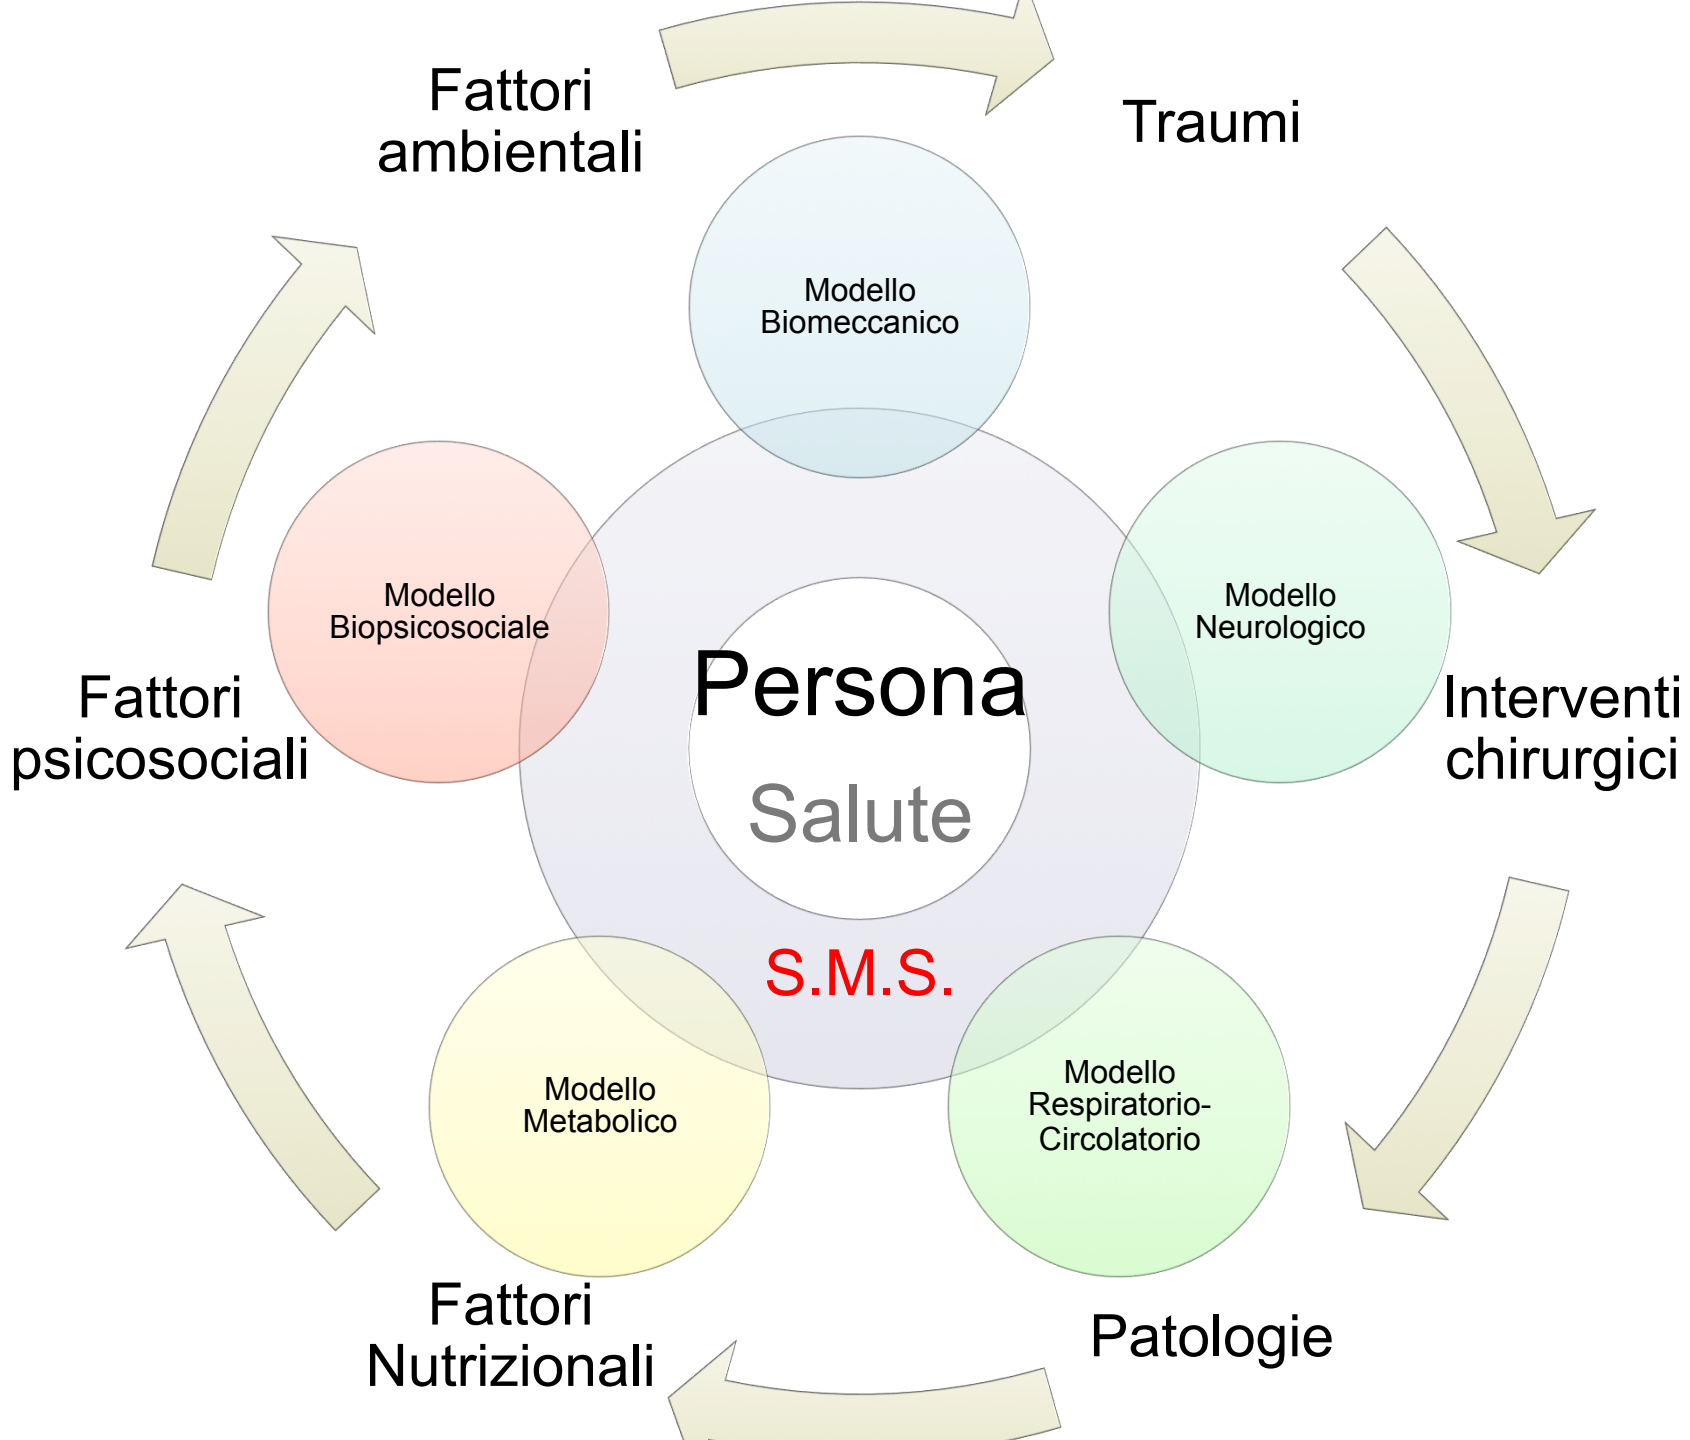 Fattori
ambientali
Traumi
Modello
Biomeccanico
Modello
Biopsicosociale
Modello
Neurologico
Persona
Salute
Fattori
psicosociali
Interventi
chirurgici
S.M.S.
Modello
Metabolico
Modello
Respiratorio-
Circolatorio
Fattori
Nutrizionali
Patologie